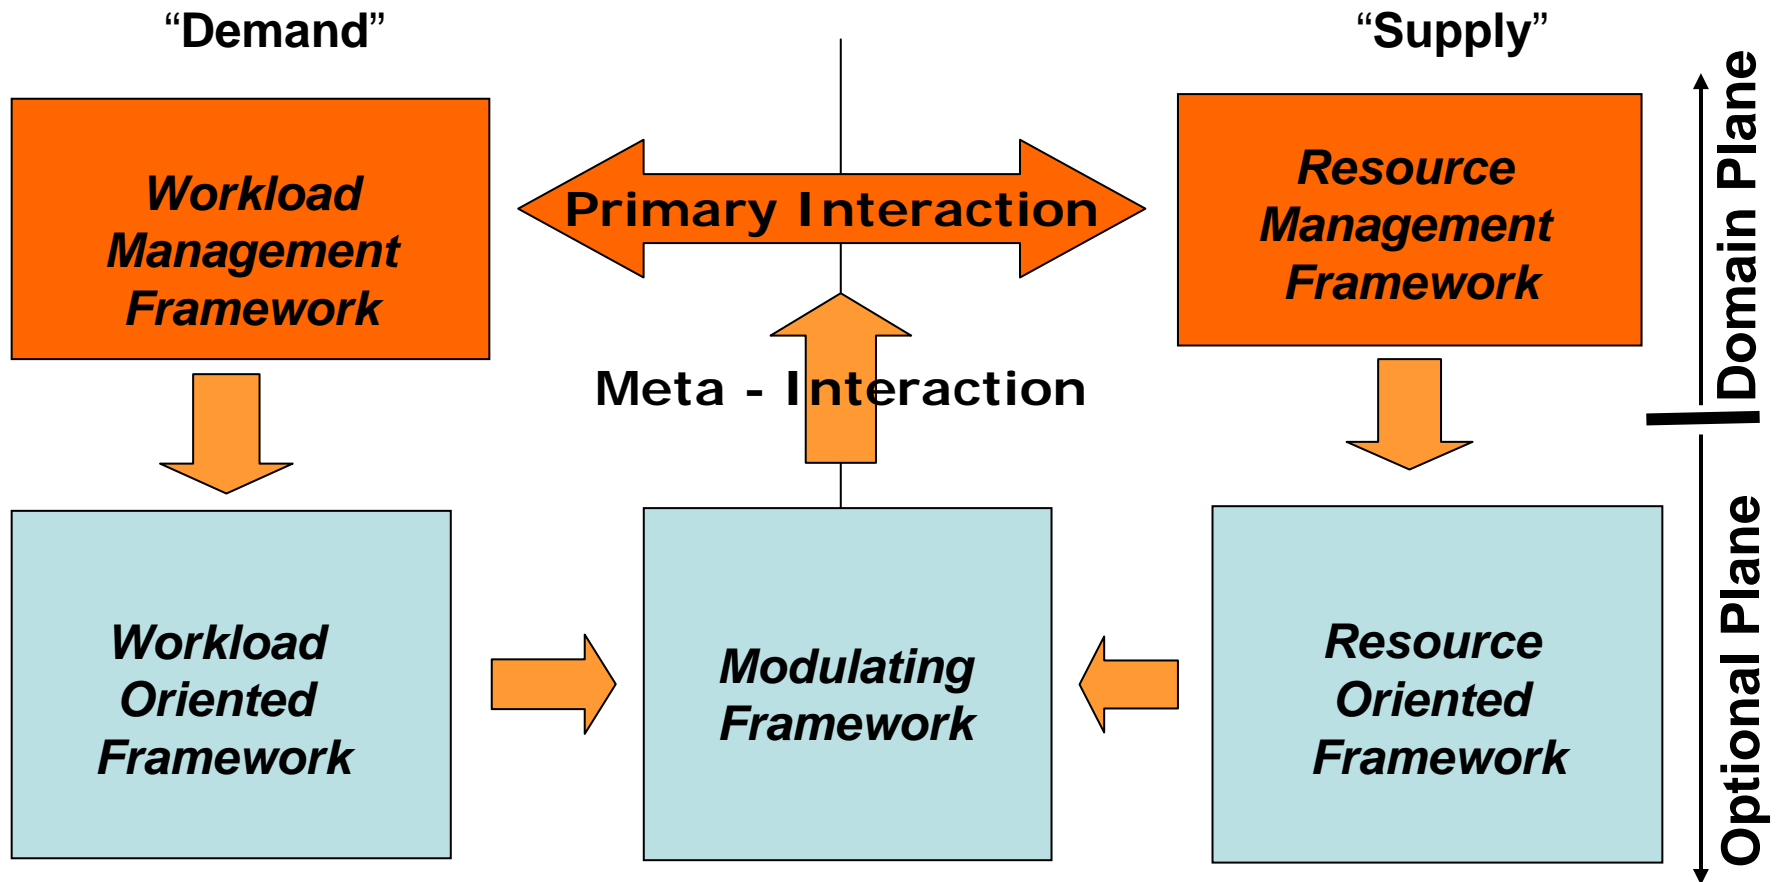 “Demand”
“Supply”
Workload
Management
Framework
Primary Interaction
Resource
Management
Framework
Domain Plane
Meta - Interaction
Workload
Oriented
Framework
Modulating
Framework
Resource
Oriented
Framework
Optional Plane